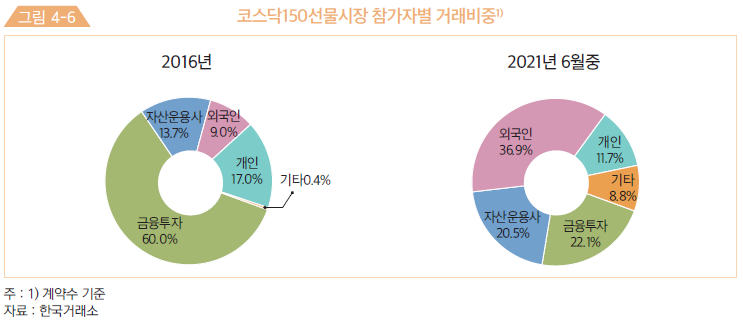 그림 4-6
코스닥150선물시장 참가자별 거래비중1)
2016년
자산운용사
13.7%
외국인
9.0%
개인
17.0%
기타0.4%
금융투자
60.0%
2021년 6월중
외국인
36.9%
개인
11.7%
기타
8.8%
자산운용사
20.5%
금융투자
22.1%
주 : 1) 계약수 기준
자료 : 한국거래소